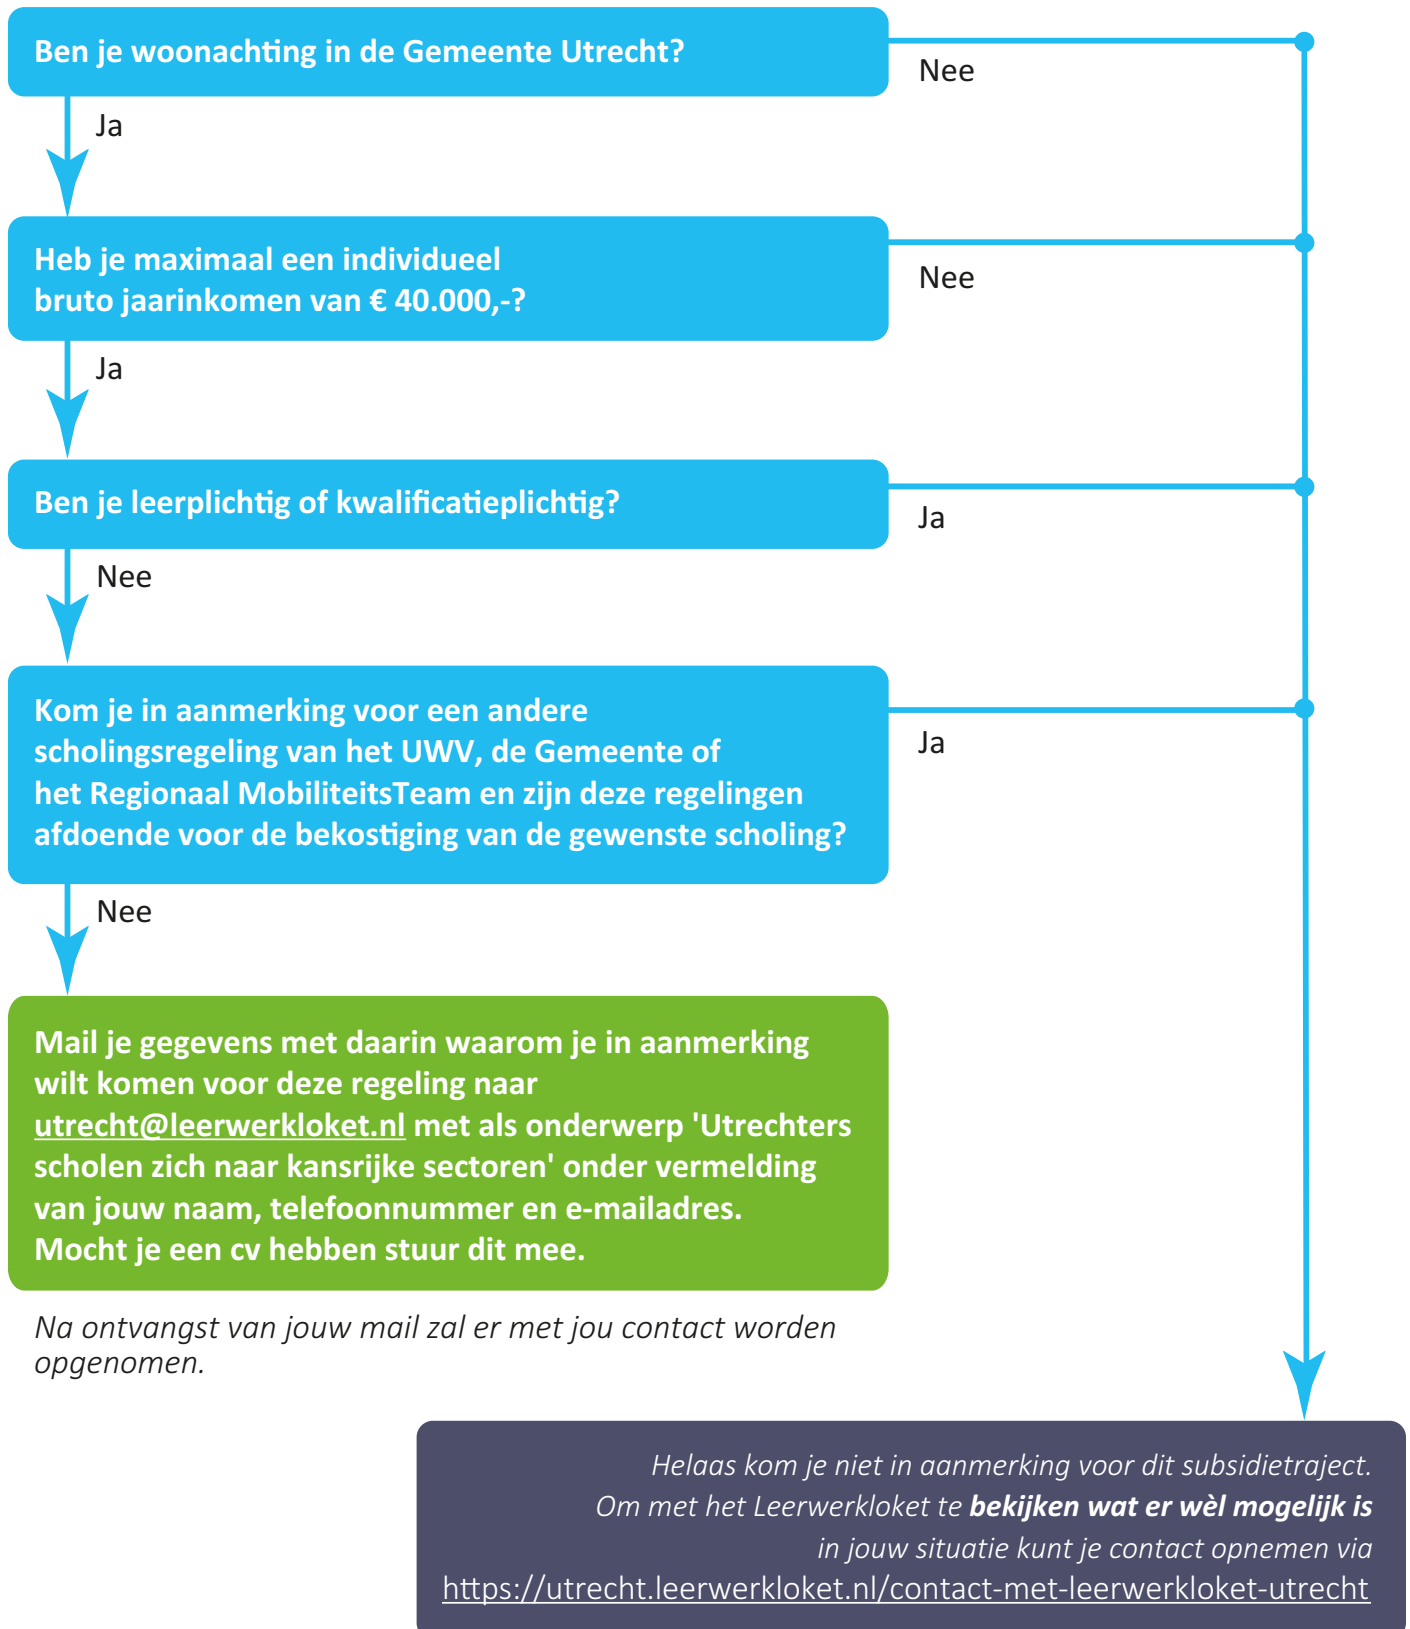 Ben je woonachting in de Gemeente Utrecht?
Nee
Ja
Heb je maximaal een individueel
bruto jaarinkomen van € 40.000,-?
Nee
Ja
Ben je leerplichtig of kwalificatieplichtig?
Ja
Nee
Kom je in aanmerking voor een andere
scholingsregeling van het UWV, de Gemeente of
het Regionaal MobiliteitsTeam en zijn deze regelingen
afdoende voor de bekostiging van de gewenste scholing?
Ja
Nee
Mail je gegevens met daarin waarom je in aanmerking
wilt komen voor deze regeling naar
utrecht@leerwerkloket.nl met als onderwerp 'Utrechters
scholen zich naar kansrijke sectoren' onder vermelding
van jouw naam, telefoonnummer en e-mailadres.
Mocht je een cv hebben stuur dit mee.
Na ontvangst van jouw mail zal er met jou contact worden
opgenomen.
Helaas kom je niet in aanmerking voor dit subsidietraject.
Om met het Leerwerkloket te bekijken wat er wèl mogelijk is
in jouw situatie kunt je contact opnemen via
https://utrecht.leerwerkloket.nl/contact-met-leerwerkloket-utrecht